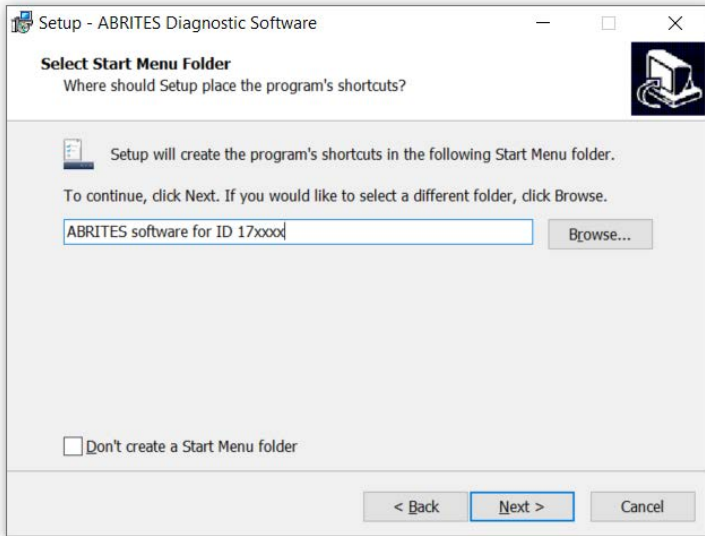 Setup - ABRITES Diagnostic Software
Select Start Menu Folder
Where should Setup place the program's shortcuts?
Setup will create the program's shortcuts in the following Start Menu folder.
To continue, click Next. If you would like to select a different folder, click Browse.
ABRITES software for ID 17xxxx
Browse...
Don't create a Start Menu folder
< Back Next > Cancel